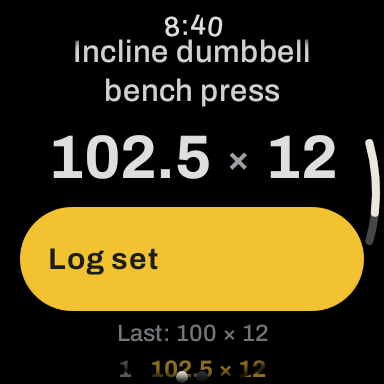 8:40
Incline dumbbell
bench press
102.5 × 12
Log set
Last: 100 × 12
1 102.5 × 12